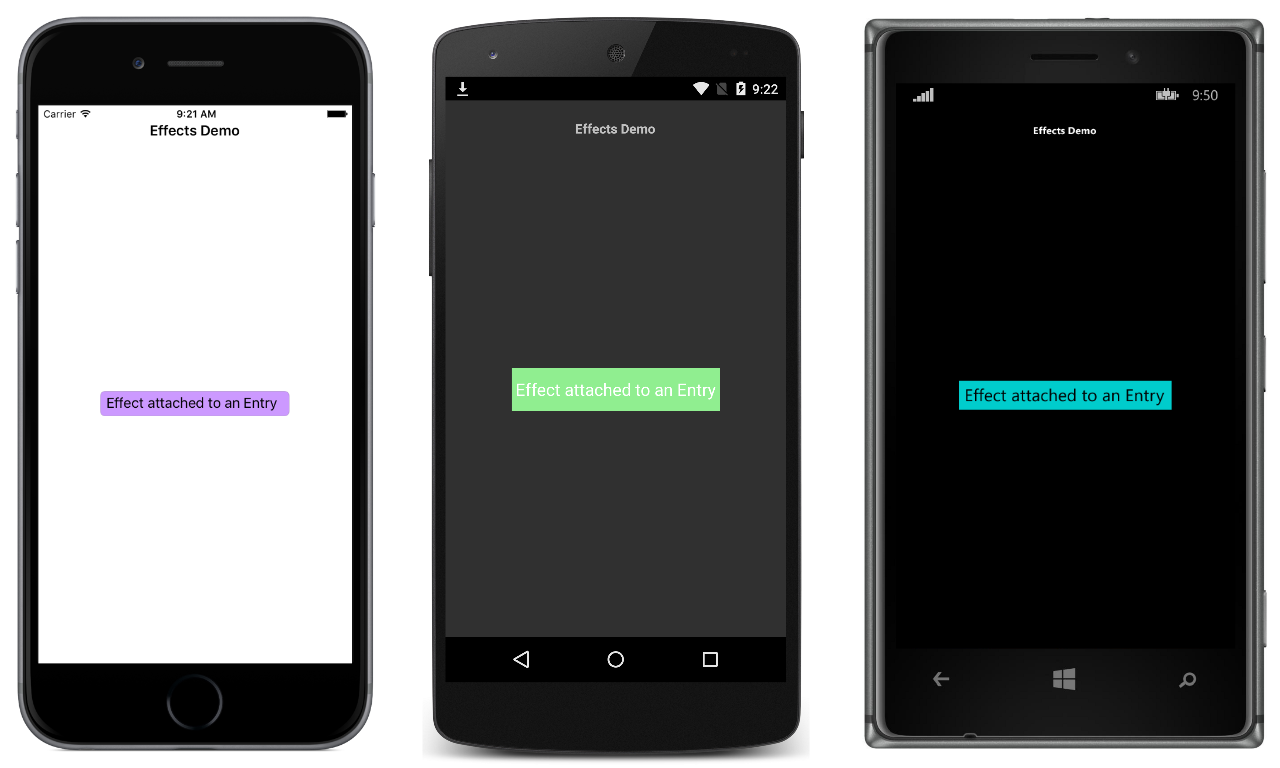 Carrier
9:21 AM
Effects Demo
Effect attached to an Entry
9:22
Effects Demo
Effect attached to an Entry
9:50
Effects Demo
Effect attached to an Entry